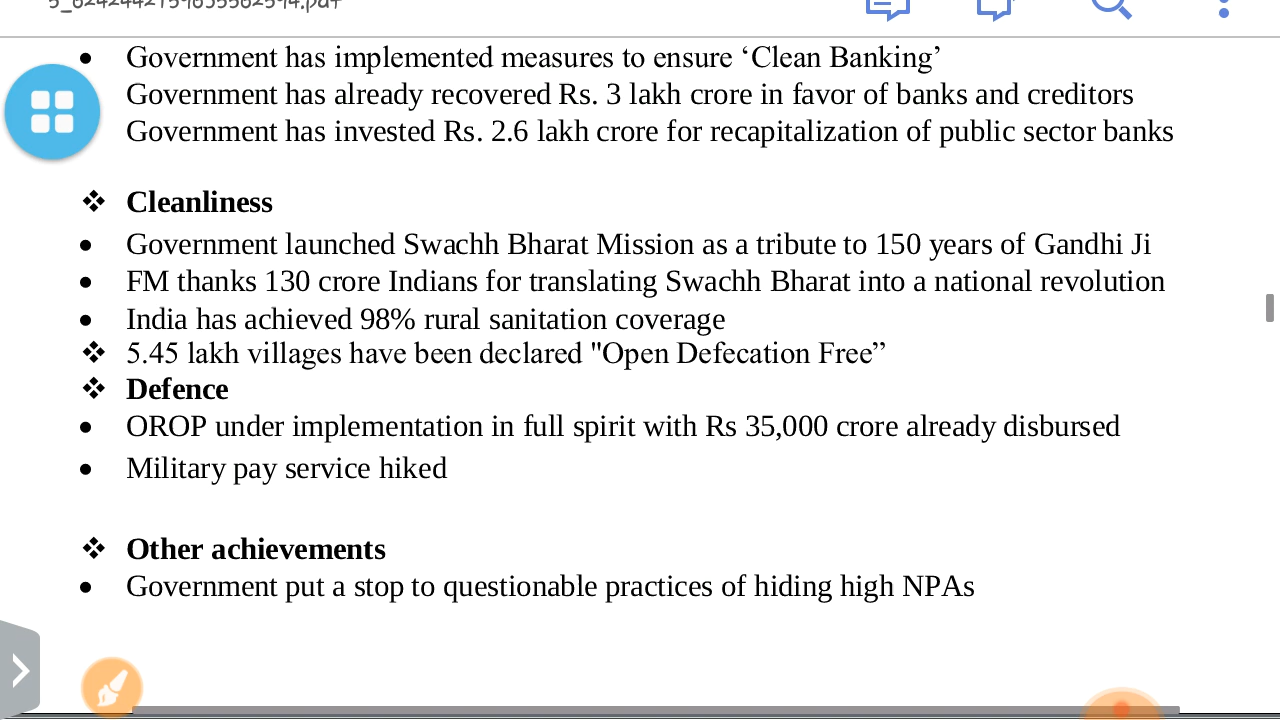 • Government has implemented measures to ensure ‘Clean Banking’
Government has already recovered Rs. 3 lakh crore in favor of banks and creditors
Government has invested Rs. 2.6 lakh crore for recapitalization of public sector banks
❖ Cleanliness
• Government launched Swachh Bharat Mission as a tribute to 150 years of Gandhi Ji
• FM thanks 130 crore Indians for translating Swachh Bharat into a national revolution
• India has achieved 98% rural sanitation coverage
❖ 5.45 lakh villages have been declared "Open Defecation Free”
❖ Defence
• OROP under implementation in full spirit with Rs 35,000 crore already disbursed
• Military pay service hiked
❖ Other achievements
• Government put a stop to questionable practices of hiding high NPAs